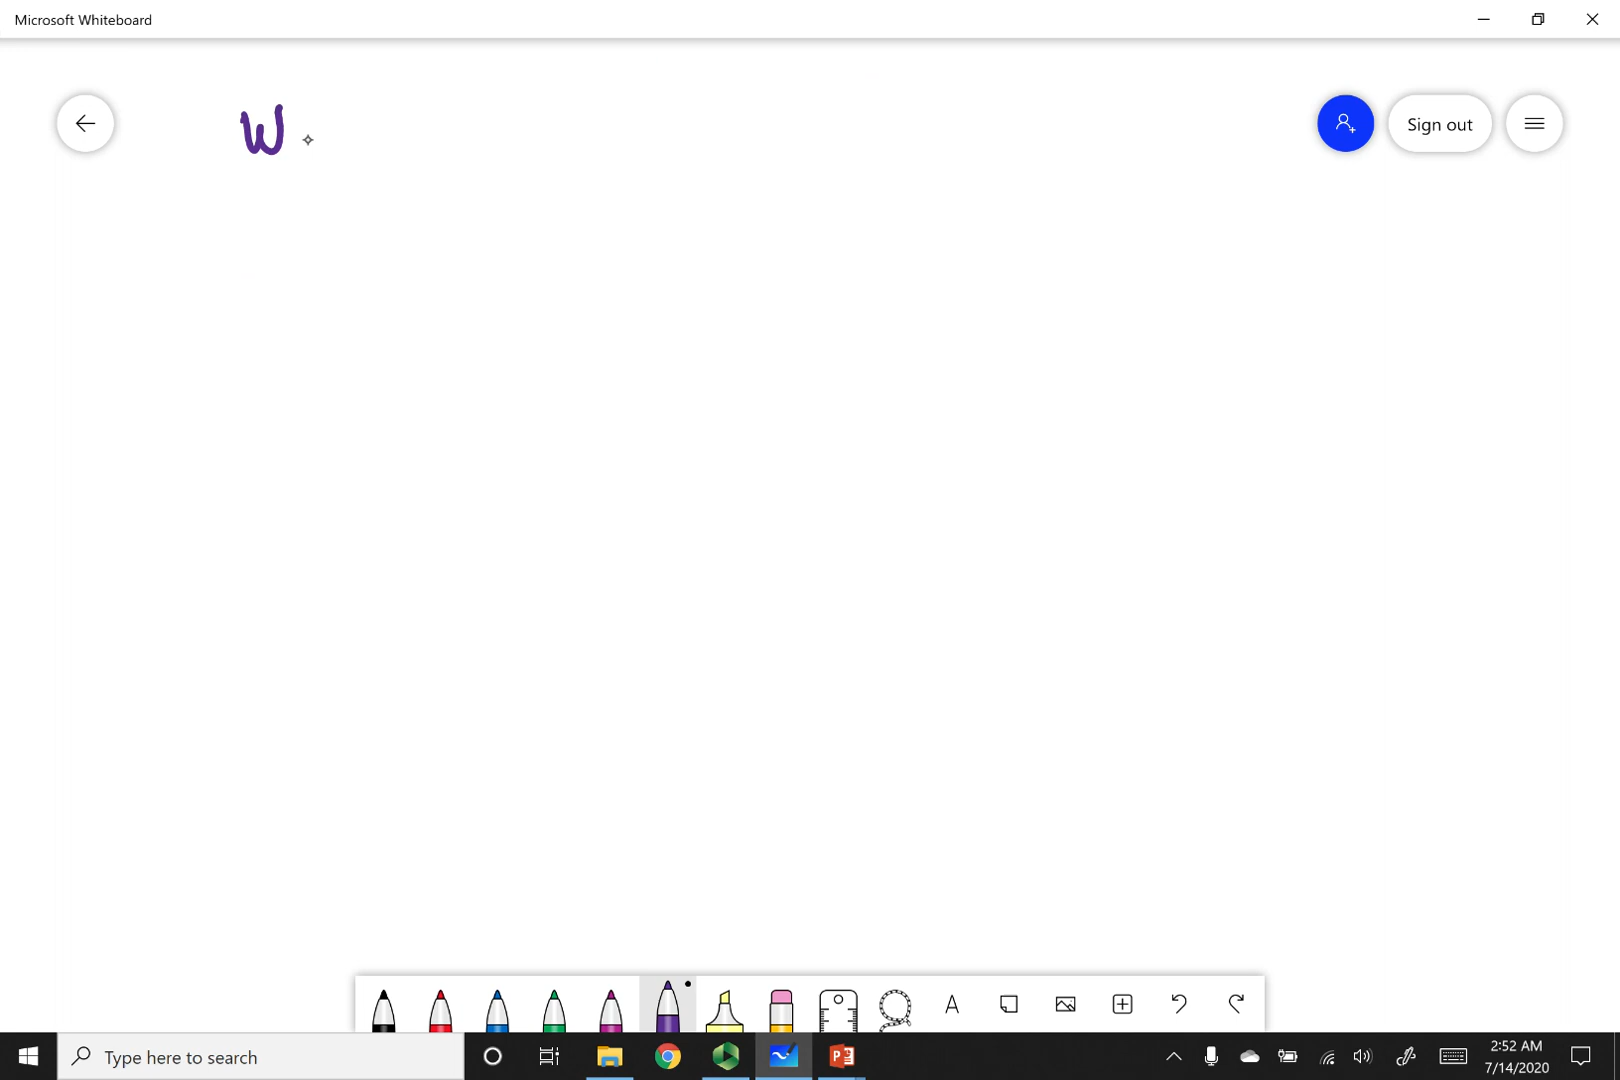 Microsoft Whiteboard
W
Sign out
A
Type here to search
2:52 AM
7/14/2020